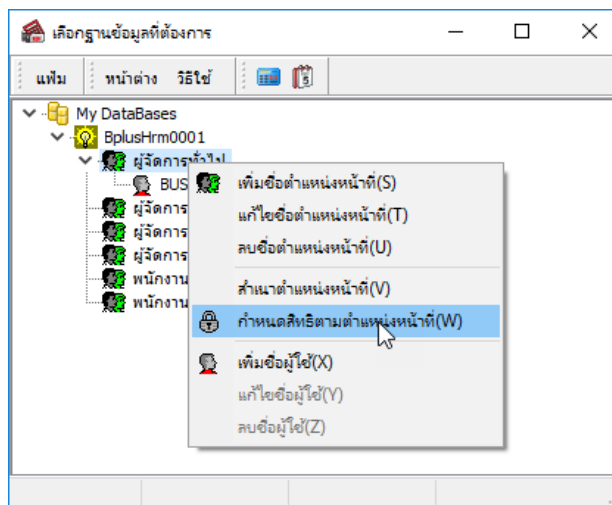 เลือกฐานข้อมูลที่ต้องการ
แฟ้ม หน้าต่าง วิธีใช้ 5
My DataBases
BplusHrm0001
ผู้จัดการทั่วไป
BUS
ผู้จัดการ
ผู้จัดการ
ผู้จัดการ
พนักงาน
พนักงาน
เพิ่มชื่อตำแหน่งหน้าที่(S)
แก้ไขชื่อตำแหน่งหน้าที่(T)
ลบชื่อตำแหน่งหน้าที่(U)
สำเนาตำแหน่งหน้าที่(V)
กำหนดสิทธิตามตำแหน่งหน้าที่(W)
เพิ่มชื่อผู้ใช้(X)
แก้ไขชื่อผู้ใช้(Y)
ลบชื่อผู้ใช้(Z)